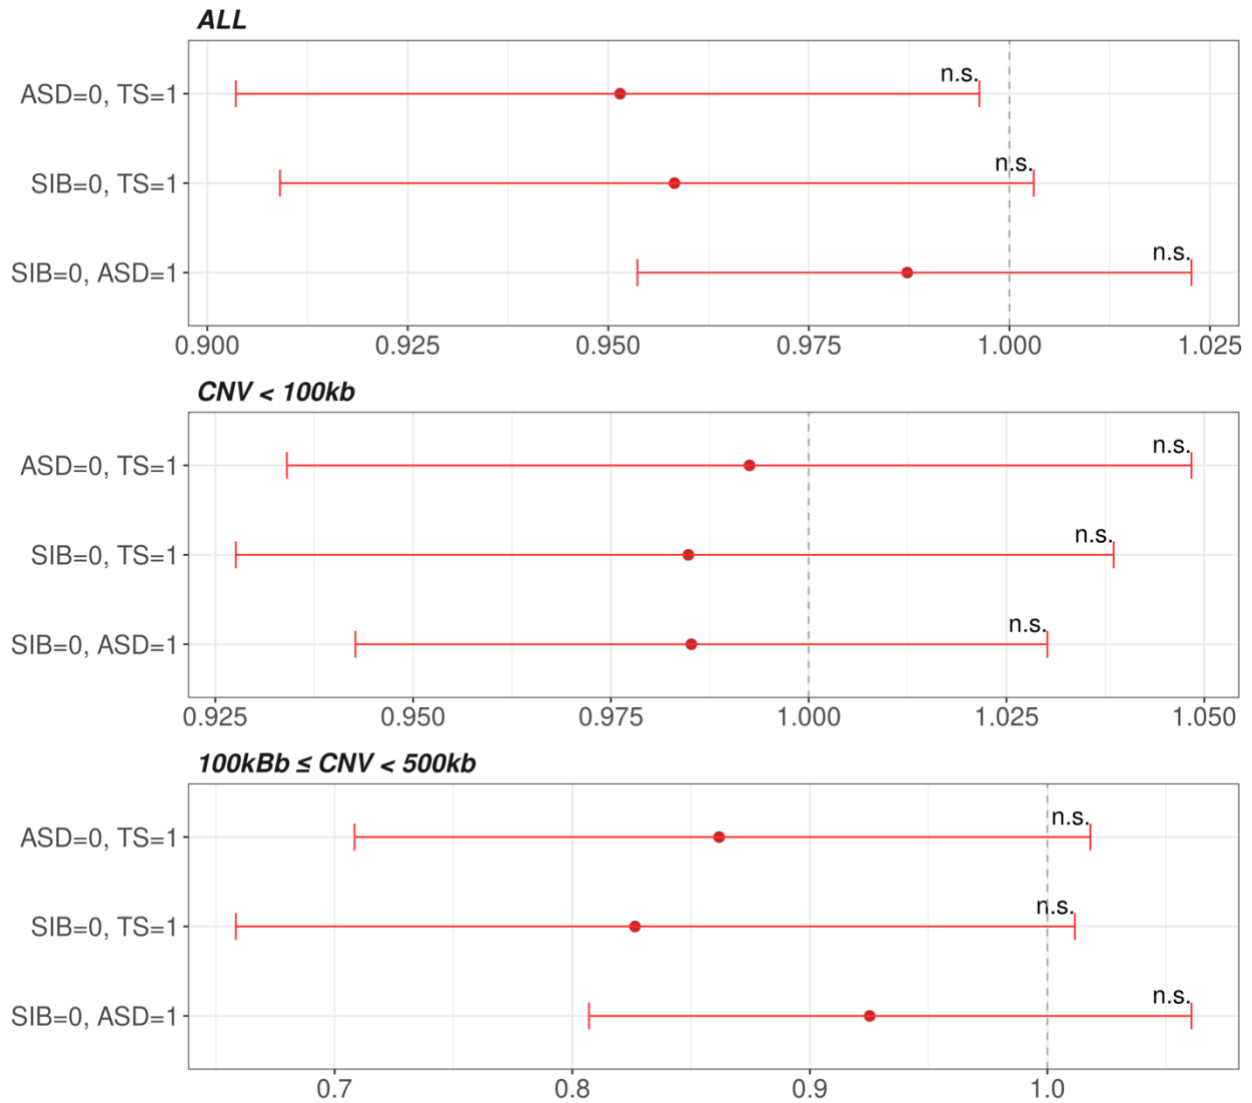 ALL
n.s.
ASD=0, TS=1
n.s.
SIB=0, TS=1
n.s.
SIB=0, ASD=1
0.900 0.925 0.950 0.975 1.000 1.025
CNV < 100kb
n.s.
ASD=0, TS=1
n.s.
SIB=0, TS=1
n.s.
SIB=0, ASD=1
0.925 0.950 0.975 1.000 1.025 1.050
100kBb ≤ CNV < 500kb
n.s.
ASD=0, TS=1
n.s.
SIB=0, TS=1
n.s.
SIB=0, ASD=1
0.7 0.8 0.9 1.0